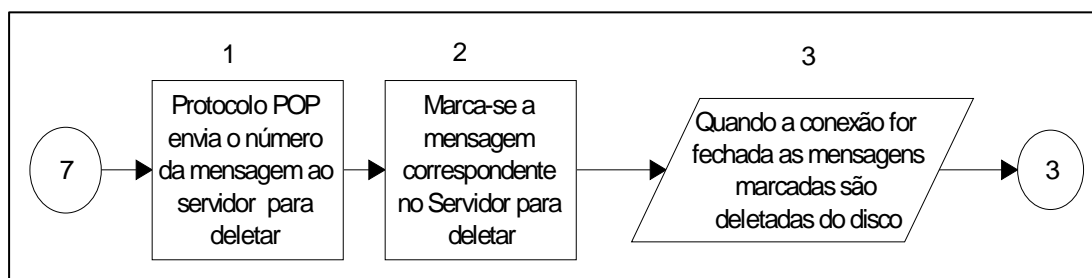 1
2
3
7
Protocolo POP
envia o número
da mensagem ao
servidor para
deletar
Marca-se a
mensagem
correspondente
no Servidor para
deletar
Quando a conexão for
fechada as mensagens
marcadas são
deletadas do disco
3